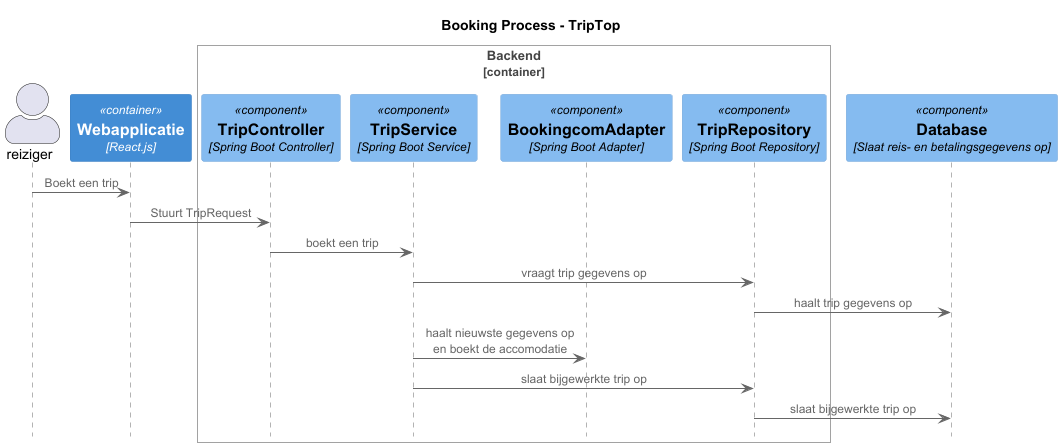 Booking Process - TripTop
Backend
[container]
reiziger
«container»
Webapplicatie
[React.js]
«component»
TripController
[Spring Boot Controller]
«component»
TripService
[Spring Boot Service]
«component»
BookingcomAdapter
[Spring Boot Adapter]
«component»
TripRepository
[Spring Boot Repository]
«component»
Database
[Slaat reis- en betalingsgegevens op]
Boekt een trip
Stuurt TripRequest
boekt een trip
vraagt trip gegevens op
haalt trip gegevens op
haalt nieuwste gegevens op
en boekt de accomodatie
slaat bijgewerkte trip op
slaat bijgewerkte trip op